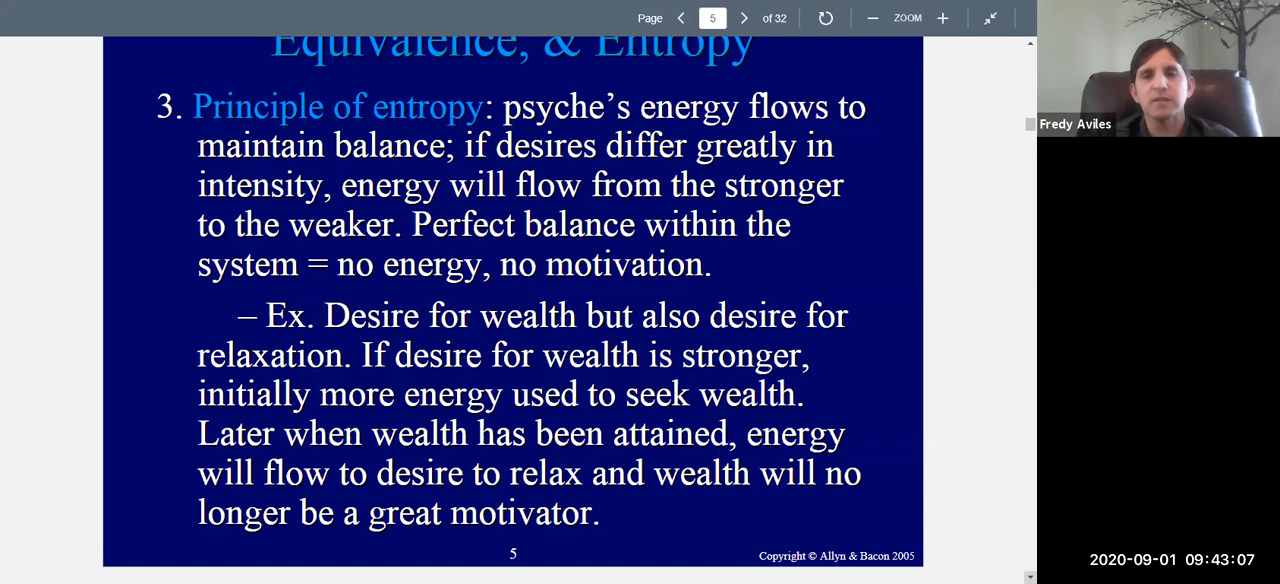 Page
5
of 32
ZOOM
Equivalence, & Entropy
3. Principle of entropy: psyche's energy flows to
maintain balance; if desires differ greatly in
intensity, energy will flow from the stronger
to the weaker. Perfect balance within the
system = no energy, no motivation.
– Ex. Desire for wealth but also desire for
relaxation. If desire for wealth is stronger,
initially more energy used to seek wealth.
Later when wealth has been attained, energy
will flow to desire to relax and wealth will no
longer be a great motivator.
5
Copyright © Allyn & Bacon 2005
Fredy Aviles
2020-09-01 09:43:07